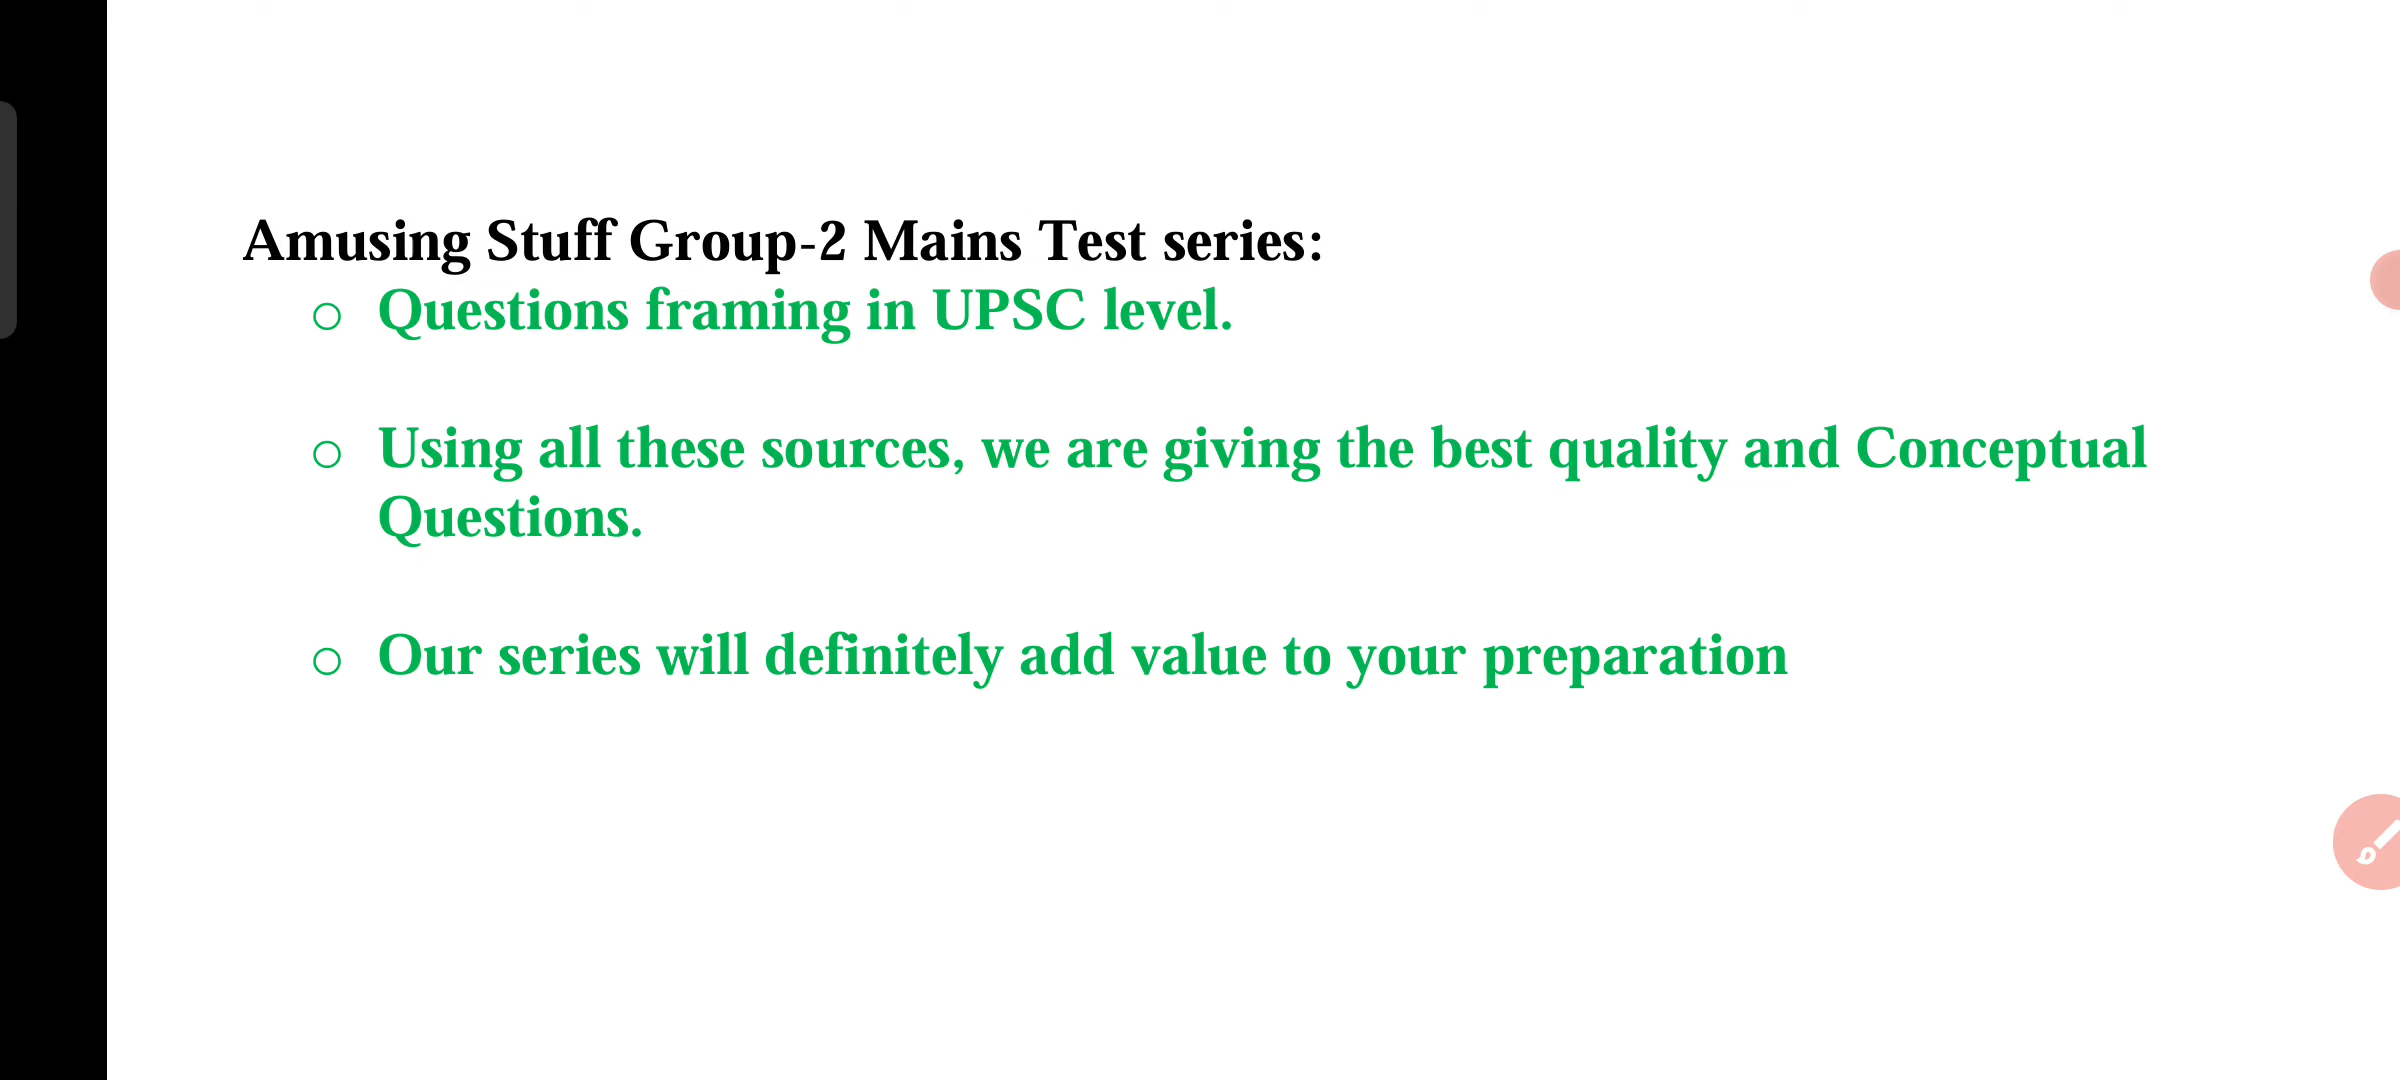 Amusing Stuff Group-2 Mains Test series:
○ Questions framing in UPSC level.
○ Using all these sources, we are giving the best quality and Conceptual
Questions.
○ Our series will definitely add value to your preparation